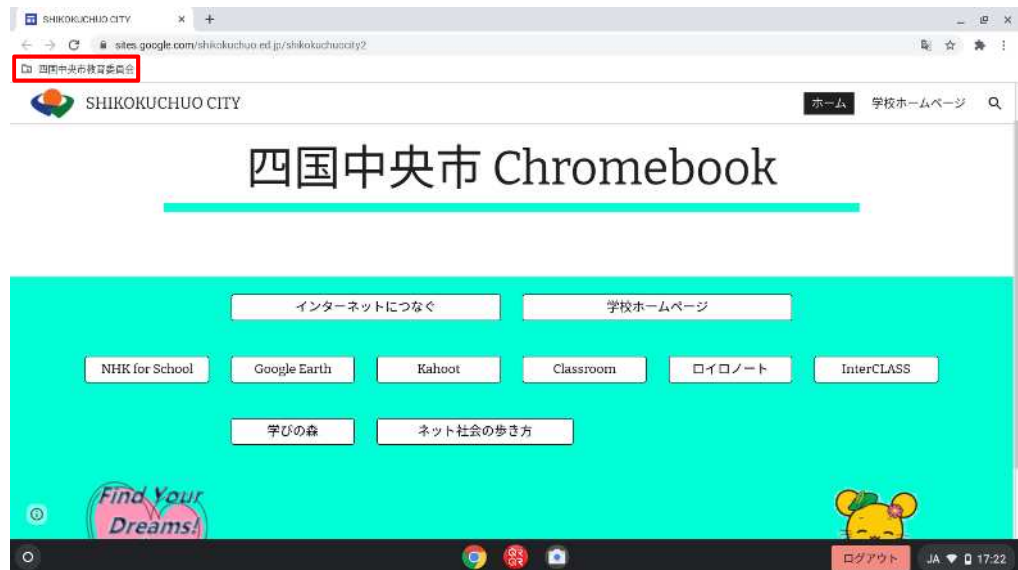 SHIKOKUCHUO CITY
sites.google.com/shikokuchuo.ed.jp/shikokuchuocity2
四国中央市教育委員会
SHIKOKUCHUO CITY
ホーム 学校ホームページ
四国中央市 Chromebook
インターネットにつなぐ 学校ホームページ
NHK for School Google Earth Kahoot Classroom ロイロノート InterCLASS
学びの森 ネット社会の歩き方
Find Your
Dreams!
QR
QR
ログアウト JA 17:22